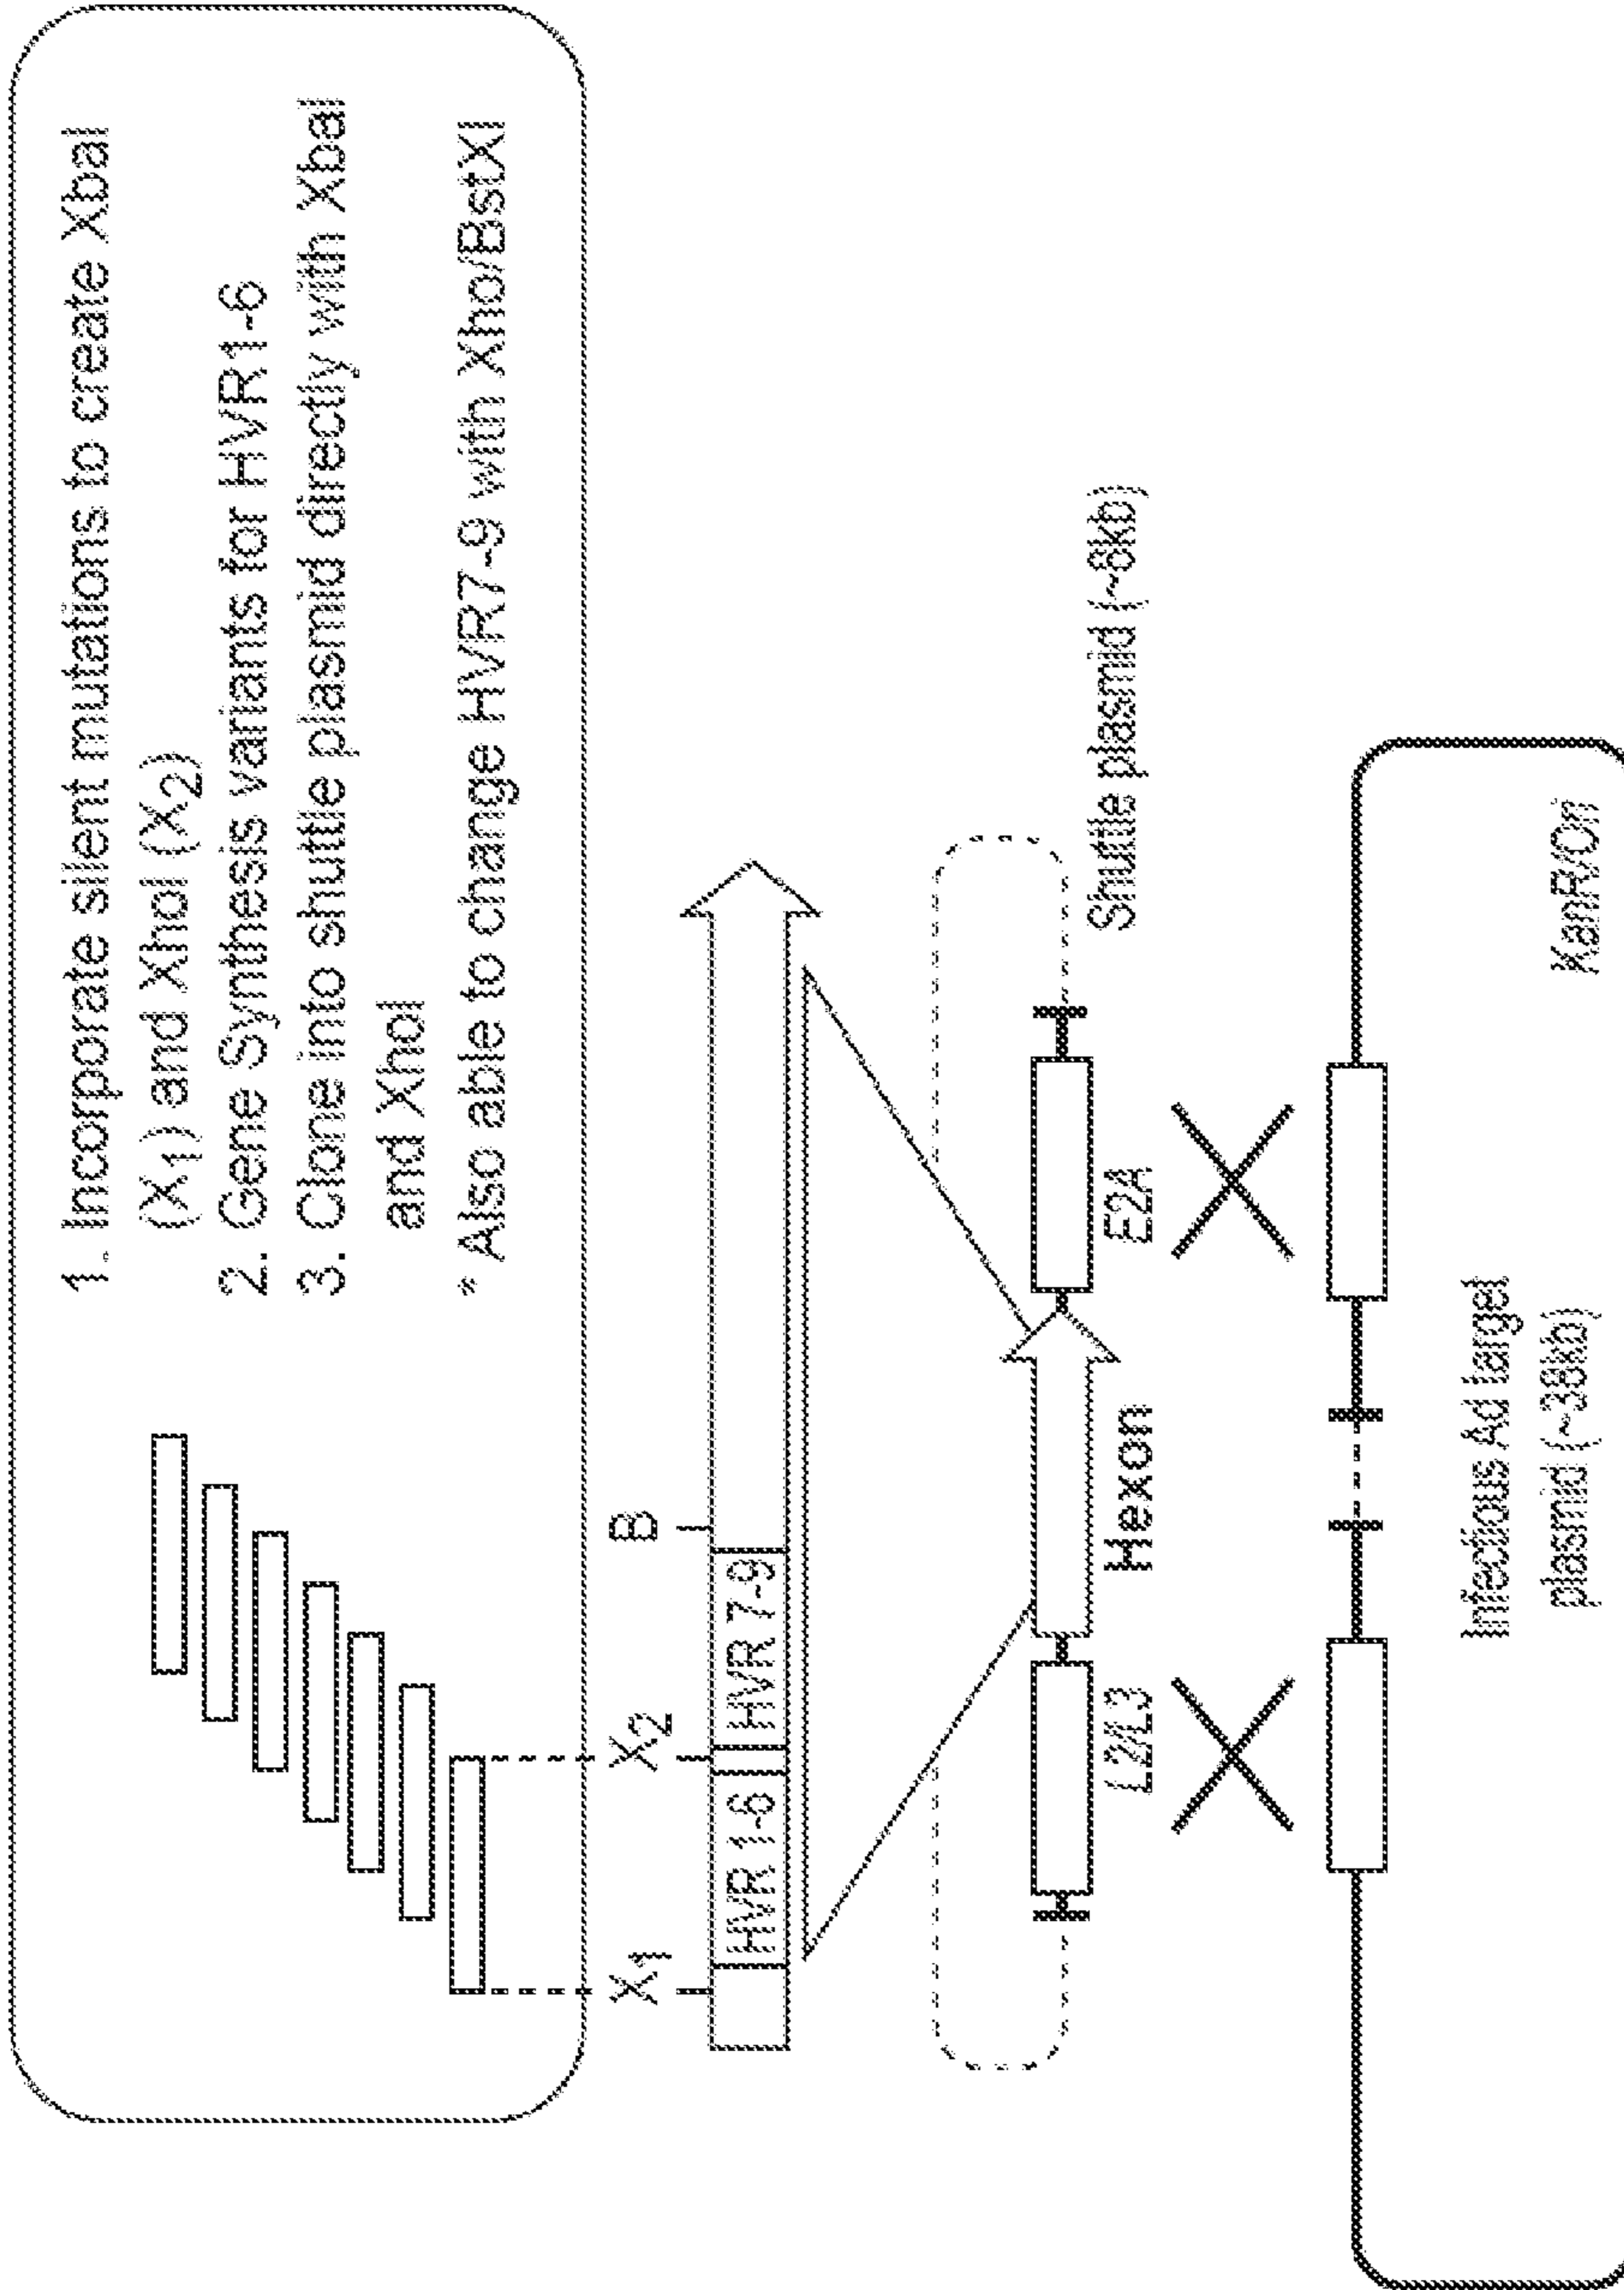 1. Incorporate silent mutations to create XbaI
(X₁) and XhoI (X₂)
2. Gene Synthesis variants for HVR1-6
3. Clone into shuttle plasmid directly with XbaI
and XhoI
* Also able to change HVR7-9 with Xho/BstXI
X₁
X₂
B
HVR 1-6
HVR 7-9
Shuttle plasmid (~8kb)
L2/L3
Hexon
E2A
Infectious Ad target
plasmid (~38kb)
KanR/Ori